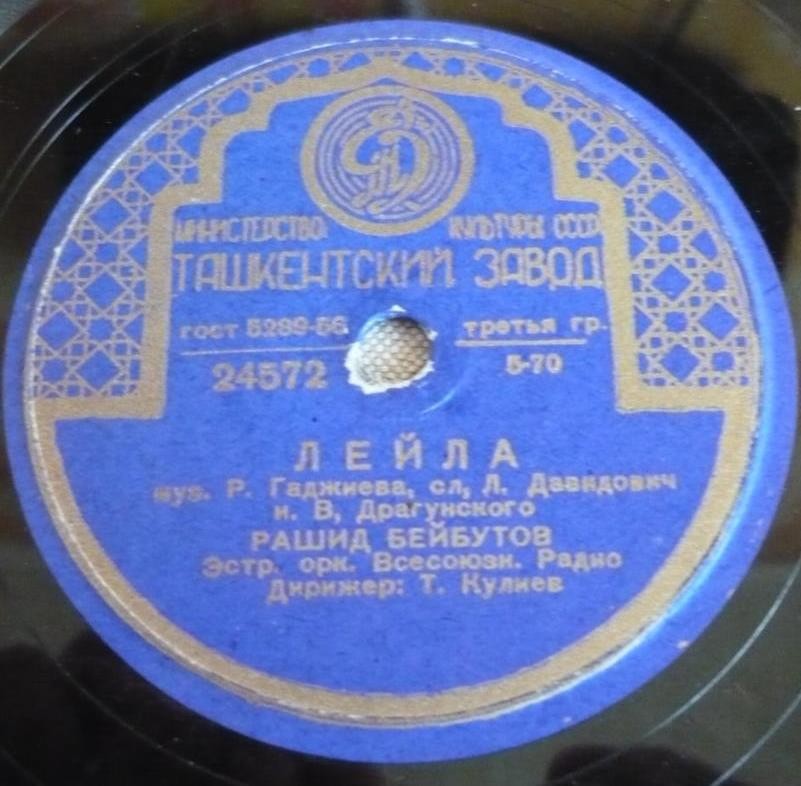 МИНИСТЕРСТВО КУЛЬТУРЫ СССР
ТАШКЕНТСКИЙ ЗАВОД
ГОСТ 5289-56 третья гр.
24572 5-70
ЛЕЙЛА
муз. Р. Гаджиева, сл, Л. Давидович
и. В, Драгунского
РАШИД БЕЙБУТОВ
Эстр. орк. Всесоюзн. Радио
Дирижер: Т. Кулиев